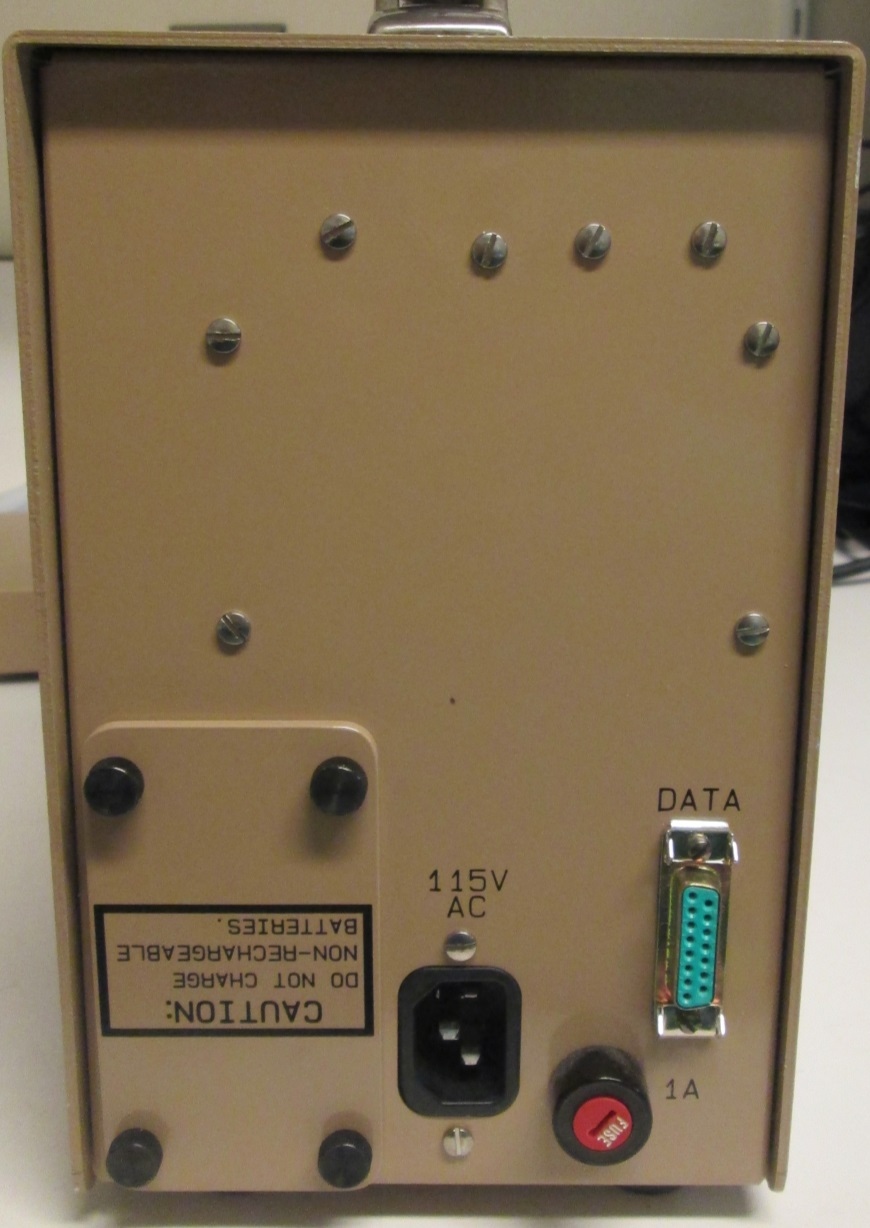 DATA
115V
AC
CAUTION:
DO NOT CHARGE
NON-RECHARGEABLE
BATTERIES.
1A
FUSE